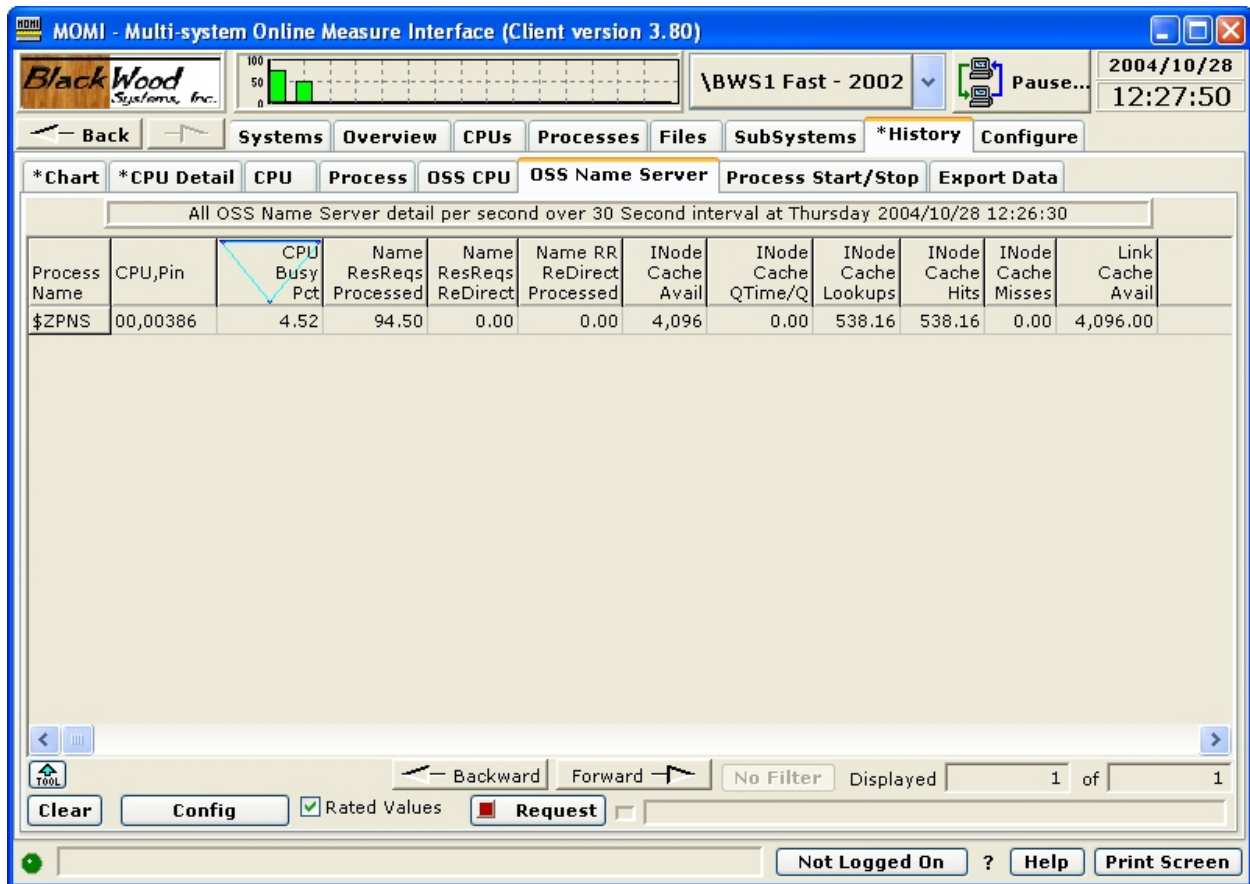 MOMI MOMI - Multi-system Online Measure Interface (Client version 3.80)
BlackWood
Systems, Inc.
100
50
0
\BWS1 Fast - 2002
Pause...
2004/10/28
12:27:50
Back
Systems Overview CPUs Processes Files SubSystems *History Configure
*Chart *CPU Detail CPU Process OSS CPU OSS Name Server Process Start/Stop Export Data
All OSS Name Server detail per second over 30 Second interval at Thursday 2004/10/28 12:26:30
Process Name
CPU,Pin
CPU Busy Pct
Name ResReqs Processed
Name ResReqs ReDirect
Name RR ReDirect Processed
INode Cache Avail
INode Cache QTime/Q
INode Cache Lookups
INode Cache Hits
INode Cache Misses
Link Cache Avail
$ZPNS 00,00386 4.52 94.50 0.00 0.00 4,096 0.00 538.16 538.16 0.00 4,096.00
TOOL
Backward Forward No Filter Displayed 1 of 1
Clear Config Rated Values Request
Not Logged On ? Help Print Screen